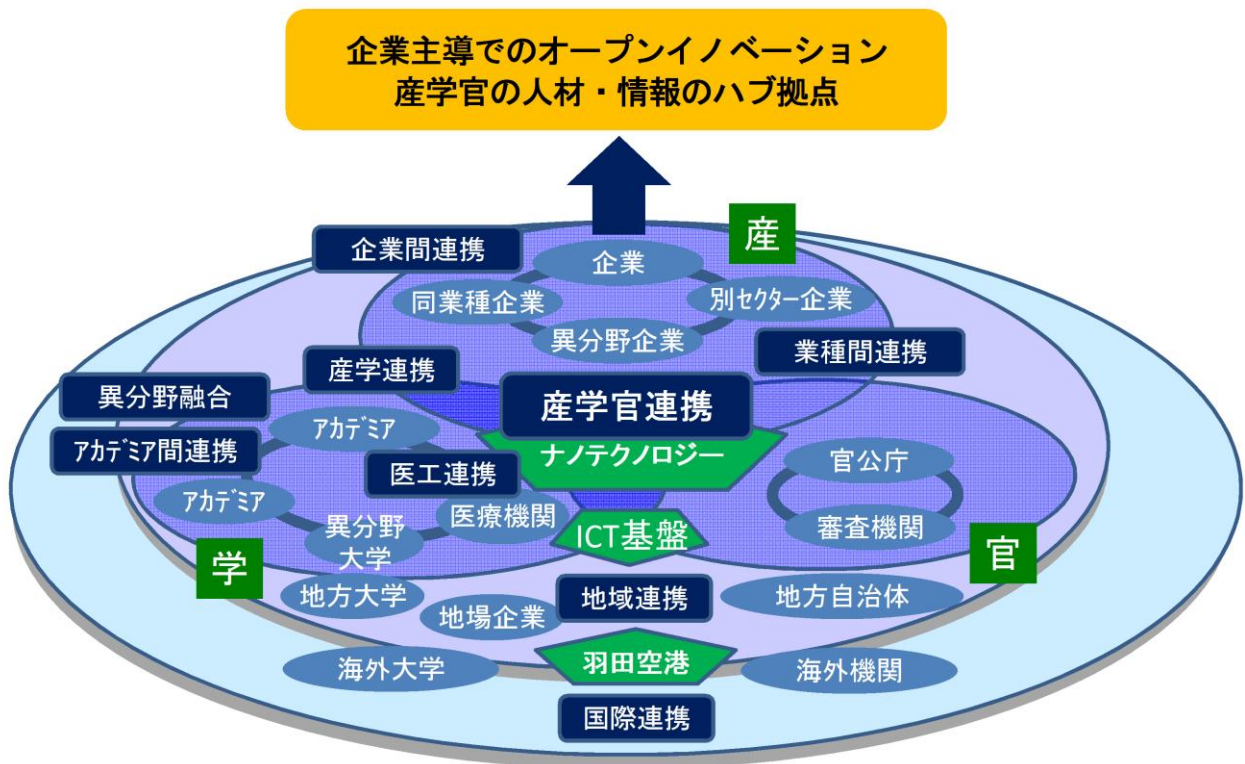 企業主導でのオープンイノベーション
産学官の人材・情報のハブ拠点
産
企業間連携
企業
同業種企業
別ｾｸﾀｰ企業
異分野企業
業種間連携
産学連携
異分野融合
産学官連携
ｱｶﾃﾞﾐｱ
ナノテクノロジー
ｱｶﾃﾞﾐｱ間連携
医工連携
官公庁
ｱｶﾃﾞﾐｱ
医療機関
異分野
大学
ICT基盤
審査機関
学
官
地方大学
地場企業
地域連携
地方自治体
海外大学
羽田空港
海外機関
国際連携